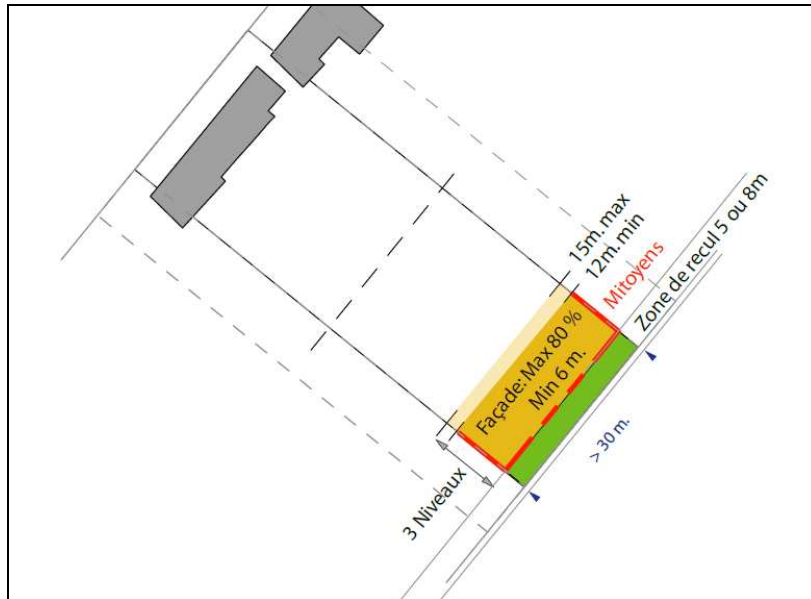 15m. max
12m. min
Mitoyens
Zone de recul 5 ou 8m
Façade: Max 80 %
Min 6 m.
> 30 m.
3 Niveaux